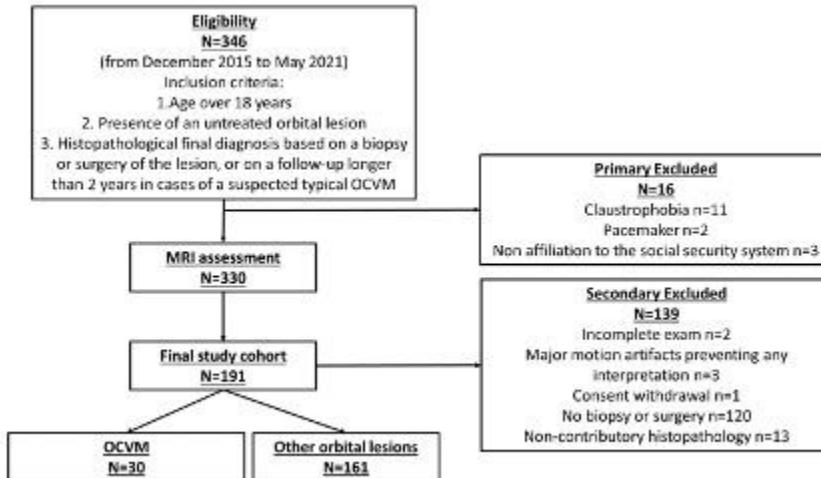 Eligibility
N=346
(from December 2015 to May 2021)
Inclusion criteria:
1.Age over 18 years
2. Presence of an untreated orbital lesion
3. Histopathological final diagnosis based on a biopsy
or surgery of the lesion, or on a follow-up longer
than 2 years in cases of a suspected typical OCVM
Primary Excluded
N=16
Claustrophobia n=11
Pacemaker n=2
Non affiliation to the social security system n=3
MRI assessment
N=330
Secondary Excluded
N=139
Incomplete exam n=2
Major motion artifacts preventing any
interpretation n=3
Consent withdrawal n=1
No biopsy or surgery n=120
Non-contributory histopathology n=13
Final study cohort
N=191
OCVM
N=30
Other orbital lesions
N=161